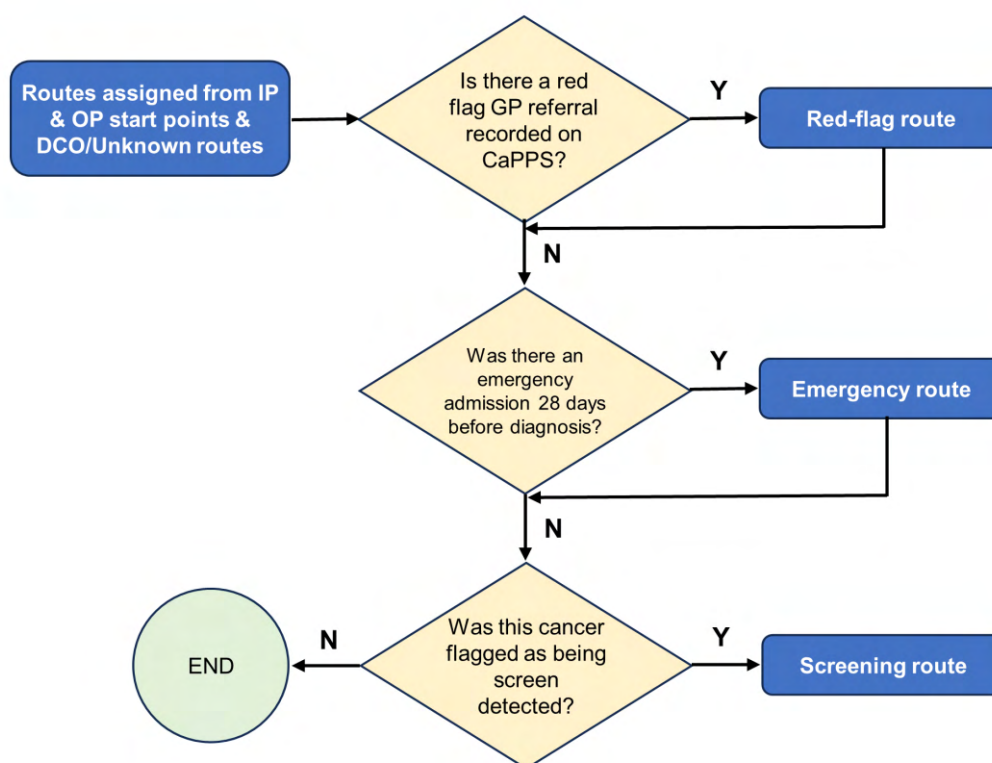 Routes assigned from IP
& OP start points &
DCO/Unknown routes
Is there a red
flag GP referral
recorded on
CaPPS?
Y
Red-flag route
N
Was there an
emergency
admission 28 days
before diagnosis?
Y
Emergency route
N
Was this cancer
flagged as being
screen
detected?
Y
Screening route
N
END